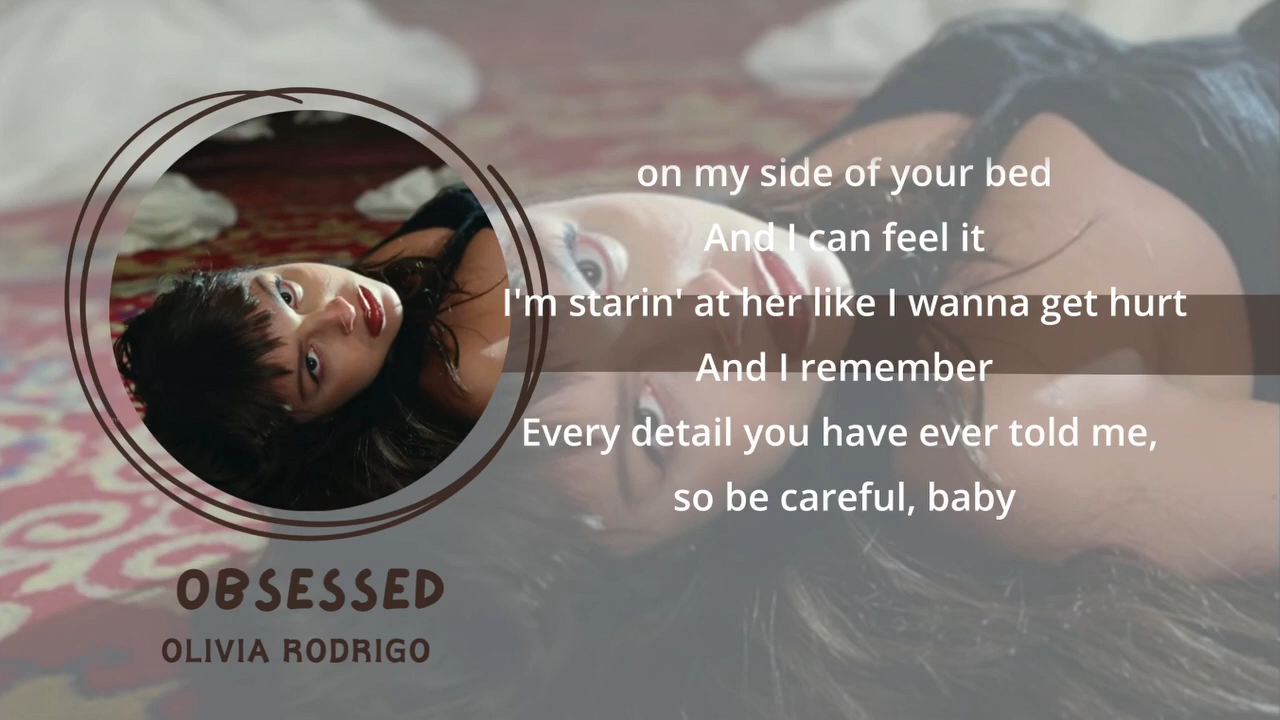 on my side of your bed
And I can feel it
I'm starin' at her like I wanna get hurt
And I remember
Every detail you have ever told me,
so be careful, baby
OBSESSED
OLIVIA RODRIGO